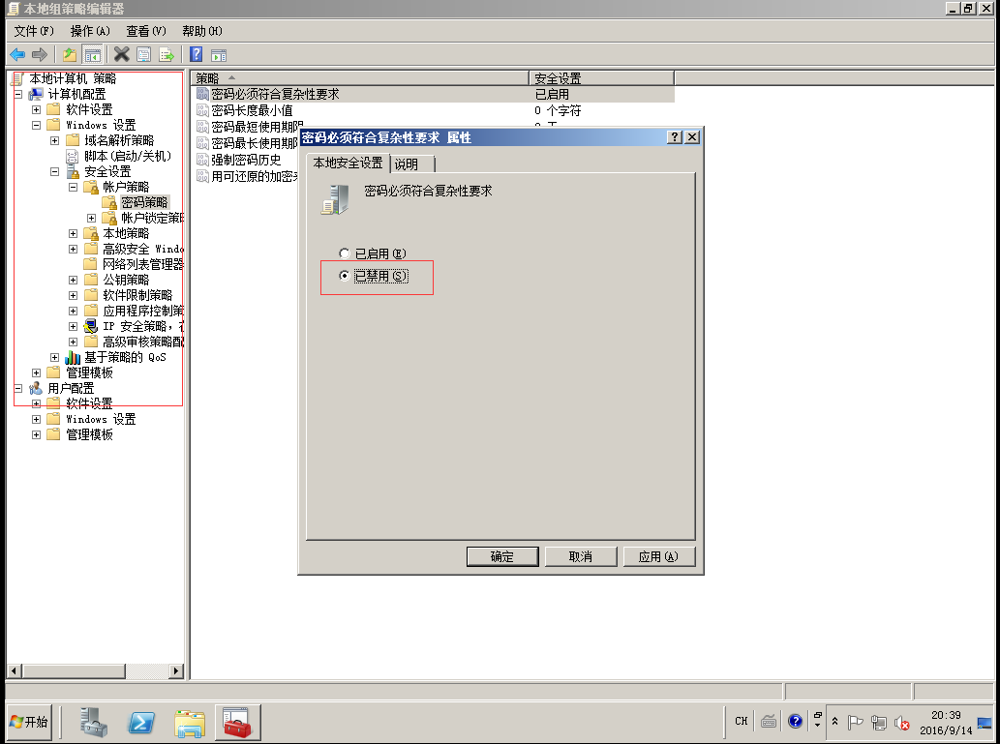 本地组策略编辑器
文件(F) 操作(A) 查看(V) 帮助(H)
本地计算机 策略
计算机配置
软件设置
Windows 设置
域名解析策略
脚本(启动/关机)
安全设置
帐户策略
密码策略
帐户锁定策略
本地策略
高级安全 Windo
网络列表管理器
公钥策略
软件限制策略
应用程序控制策
IP 安全策略，在
高级审核策略配
基于策略的 QoS
管理模板
用户配置
软件设置
Windows 设置
管理模板
策略 安全设置
密码必须符合复杂性要求 已启用
密码长度最小值 0 个字符
密码最短使用期限
密码最长使用期限
强制密码历史
用可还原的加密来
密码必须符合复杂性要求 属性
本地安全设置 说明
密码必须符合复杂性要求
已启用(E)
已禁用(S)
确定 取消 应用(A)
开始
CH
20:39
2016/9/14